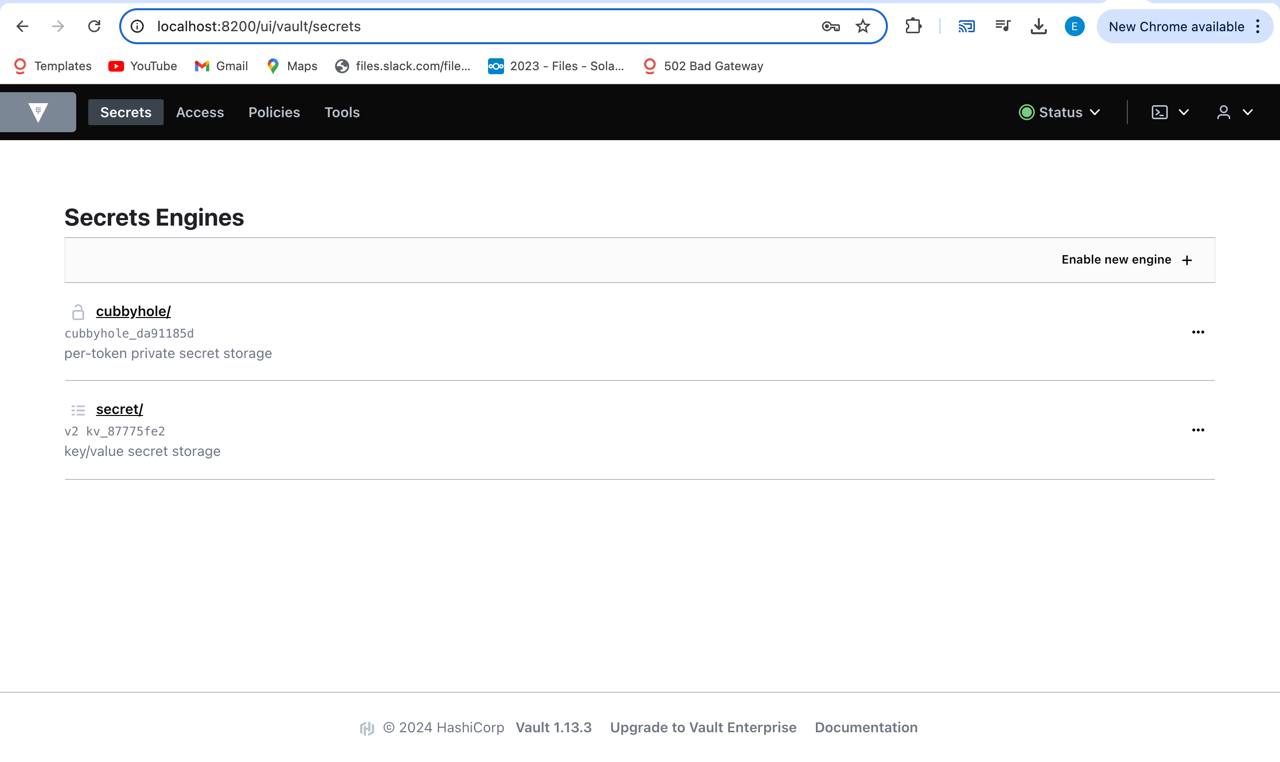 localhost:8200/ui/vault/secrets
E
New Chrome available
Templates
YouTube
Gmail
Maps
files.slack.com/file...
2023 - Files - Sola...
502 Bad Gateway
Secrets
Access
Policies
Tools
Status
Secrets Engines
Enable new engine +
cubbyhole/
cubbyhole_da91185d
per-token private secret storage
secret/
v2 kv_87775fe2
key/value secret storage
© 2024 HashiCorp Vault 1.13.3 Upgrade to Vault Enterprise Documentation